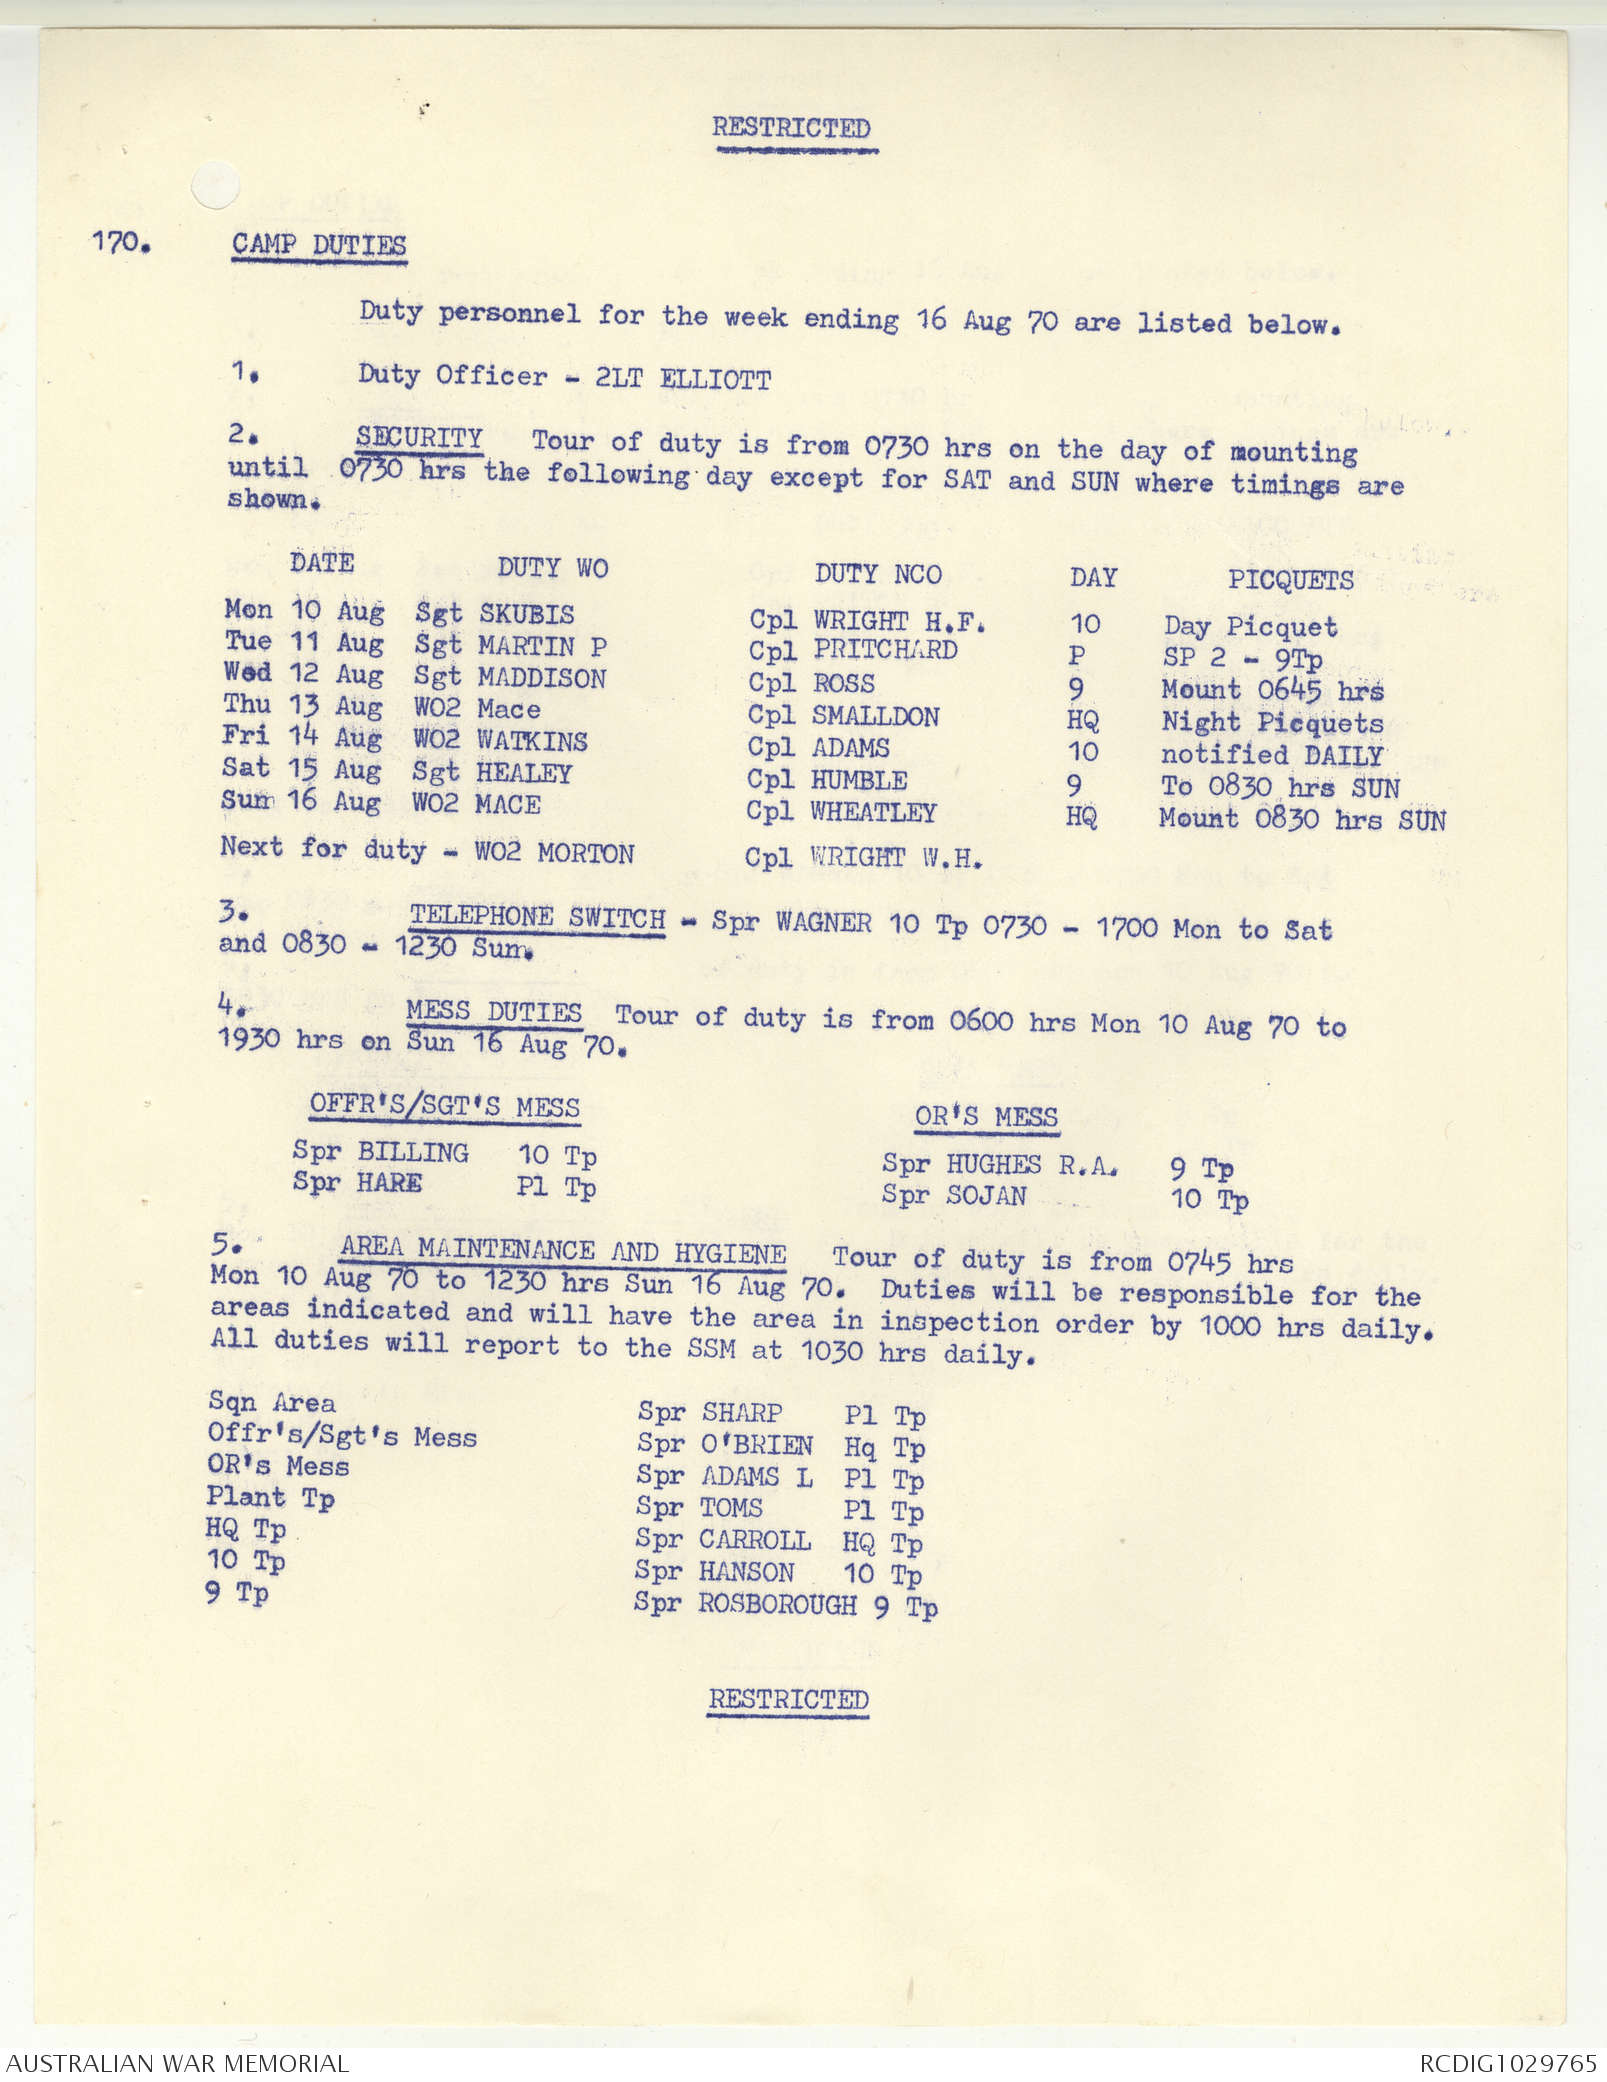 RESTRICTED
170. CAMP DUTIES
Duty personnel for the week ending 16 Aug 70 are listed below.
1. Duty Officer - 2LT ELLIOTT
2. SECURITY Tour of duty is from 0730 hrs on the day of mounting
until 0730 hrs the following day except for SAT and SUN where timings are
shown.
DATE DUTY WO DUTY NCO DAY PICQUETS
Mon 10 Aug Sgt SKUBIS Cpl WRIGHT H.F. 10 Day Picquet
Tue 11 Aug Sgt MARTIN P Cpl PRITCHARD P SP 2 - 9Tp
Wed 12 Aug Sgt MADDISON Cpl ROSS 9 Mount 0645 hrs
Thu 13 Aug WO2 Mace Cpl SMALLDON HQ Night Picquets
Fri 14 Aug WO2 WATKINS Cpl ADAMS 10 notified DAILY
Sat 15 Aug Sgt HEALEY Cpl HUMBLE 9 To 0830 hrs SUN
Sun 16 Aug WO2 MACE Cpl WHEATLEY HQ Mount 0830 hrs SUN
Next for duty - WO2 MORTON Cpl WRIGHT W.H.
3. TELEPHONE SWITCH - Spr WAGNER 10 Tp 0730 - 1700 Mon to Sat
and 0830 - 1230 Sun.
4. MESS DUTIES Tour of duty is from 0600 hrs Mon 10 Aug 70 to
1930 hrs on Sun 16 Aug 70.
OFFR'S/SGT'S MESS OR'S MESS
Spr BILLING 10 Tp Spr HUGHES R.A. 9 Tp
Spr HARE Pl Tp Spr SOJAN 10 Tp
5. AREA MAINTENANCE AND HYGIENE Tour of duty is from 0745 hrs
Mon 10 Aug 70 to 1230 hrs Sun 16 Aug 70. Duties will be responsible for the
areas indicated and will have the area in inspection order by 1000 hrs daily.
All duties will report to the SSM at 1030 hrs daily.
Sqn Area Spr SHARP Pl Tp
Offr's/Sgt's Mess Spr O'BRIEN Hq Tp
OR's Mess Spr ADAMS L Pl Tp
Plant Tp Spr TOMS Pl Tp
HQ Tp Spr CARROLL HQ Tp
10 Tp Spr HANSON 10 Tp
9 Tp Spr ROSBOROUGH 9 Tp
RESTRICTED
AUSTRALIAN WAR MEMORIAL RCDIG1029765